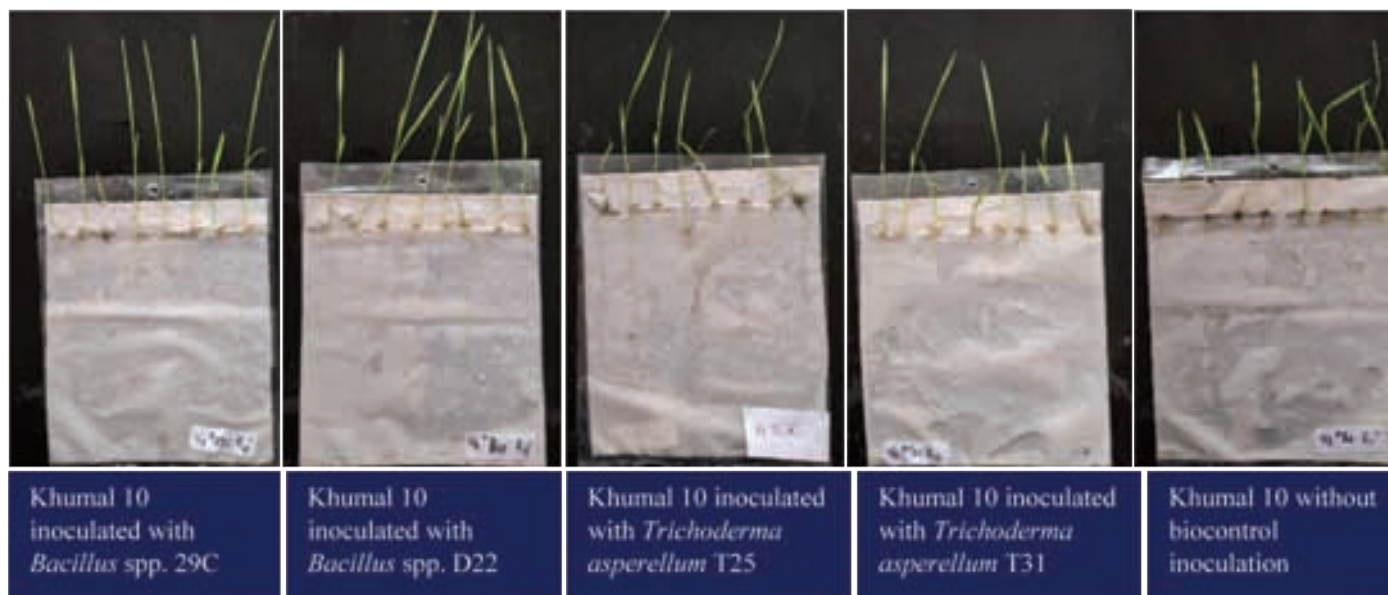 Khumal 10
inoculated with
Bacillus spp. 29C
Khumal 10
inoculated with
Bacillus spp. D22
Khumal 10 inoculated
with Trichoderma
asperellum T25
Khumal 10 inoculated
with Trichoderma
asperellum T31
Khumal 10 without
biocontrol
inoculation